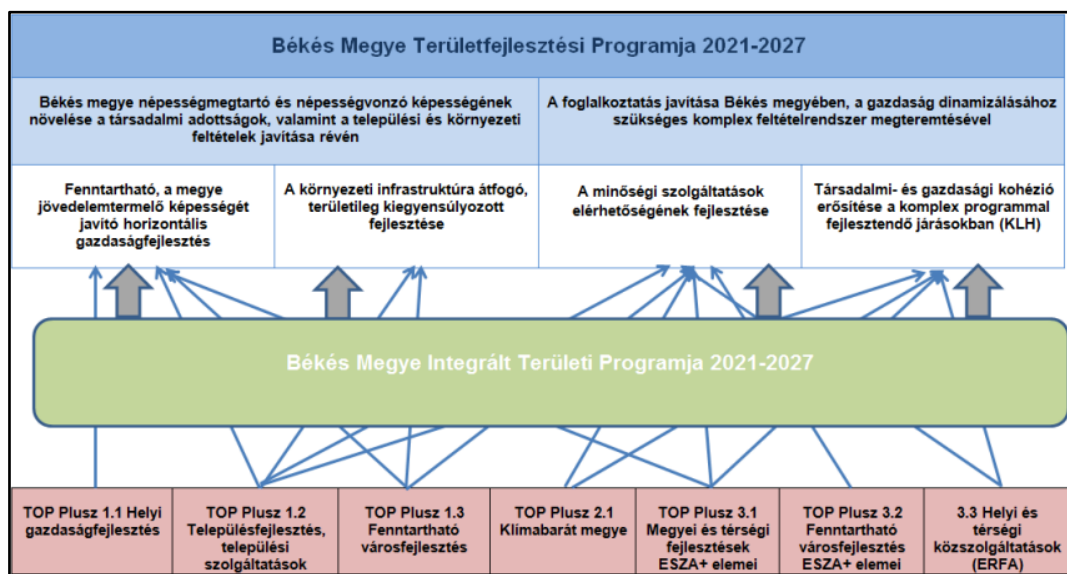 Békés Megye Területfejlesztési Programja 2021-2027
Békés megye népességmegtartó és népességvonzó képességének
növelése a társadalmi adottságok, valamint a települési és környezeti
feltételek javítása révén
A foglalkoztatás javítása Békés megyében, a gazdaság dinamizálásához
szükséges komplex feltételrendszer megteremtésével
Fenntartható, a megye
jövedelemtermelő képességét
javító horizontális
gazdaságfejlesztés
A környezeti infrastruktúra átfogó,
területileg kiegyensúlyozott
fejlesztése
A minőségi szolgáltatások
elérhetőségének fejlesztése
Társadalmi- és gazdasági kohézió
erősítése a komplex programmal
fejlesztendő járásokban (KLH)
Békés Megye Integrált Területi Programja 2021-2027
TOP Plusz 1.1 Helyi
gazdaságfejlesztés
TOP Plusz 1.2
Településfejlesztés,
települési
szolgáltatások
TOP Plusz 1.3
Fenntartható
városfejlesztés
TOP Plusz 2.1
Klímabarát megye
TOP Plusz 3.1
Megyei és térségi
fejlesztések
ESZA+ elemei
TOP Plusz 3.2
Fenntartható
városfejlesztés
ESZA+ elemei
3.3 Helyi és
térségi
közszolgáltatások
(ERFA)